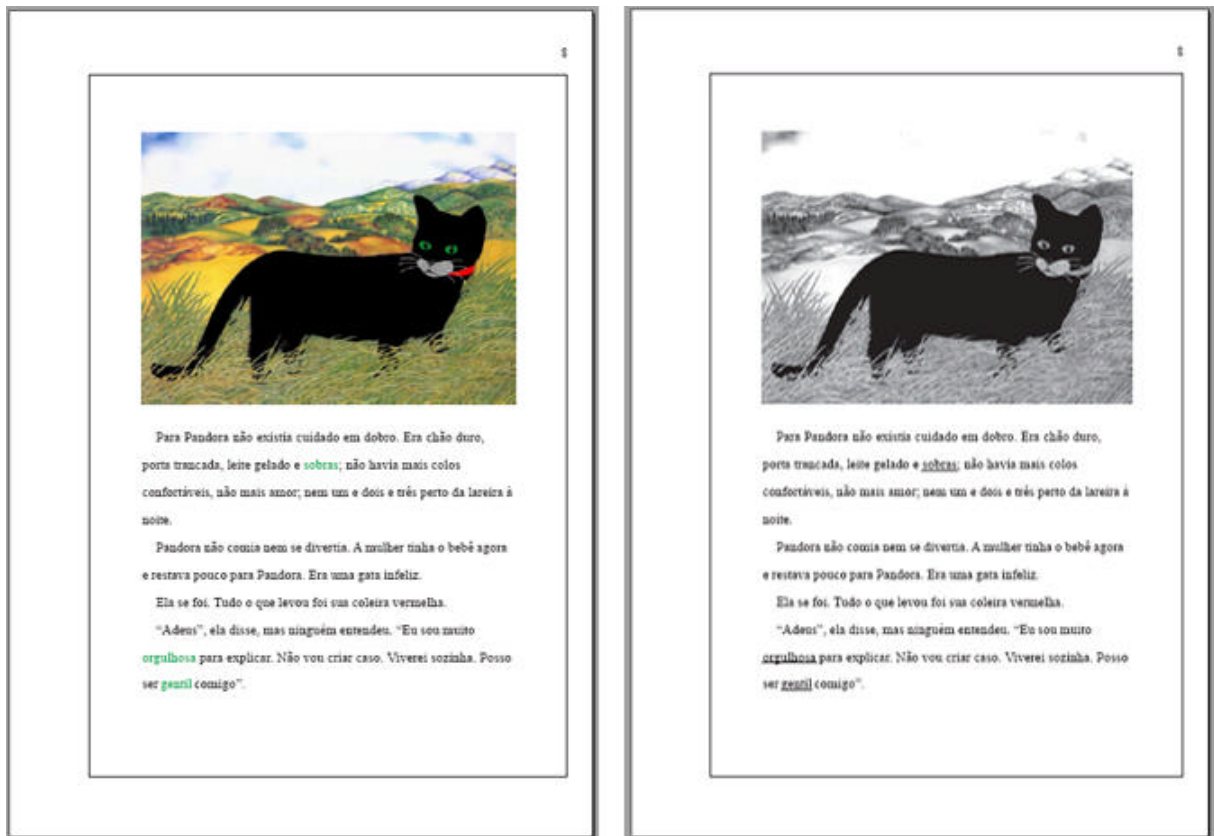 8
Para Pandora não existia cuidado em dobro. Era chão duro,
porta trancada, leite gelado e sobras; não havia mais colos
confortáveis, não mais amor; nem um e dois e três perto da lareira à
noite.
Pandora não comia nem se divertia. A mulher tinha o bebê agora
e restava pouco para Pandora. Era uma gata infeliz.
Ela se foi. Tudo o que levou foi sua coleira vermelha.
“Adeus”, ela disse, mas ninguém entendeu. “Eu sou muito
orgulhosa para explicar. Não vou criar caso. Viverei sozinha. Posso
ser gentil comigo”.
8
Para Pandora não existia cuidado em dobro. Era chão duro,
porta trancada, leite gelado e sobras; não havia mais colos
confortáveis, não mais amor; nem um e dois e três perto da lareira à
noite.
Pandora não comia nem se divertia. A mulher tinha o bebê agora
e restava pouco para Pandora. Era uma gata infeliz.
Ela se foi. Tudo o que levou foi sua coleira vermelha.
“Adeus”, ela disse, mas ninguém entendeu. “Eu sou muito
orgulhosa para explicar. Não vou criar caso. Viverei sozinha. Posso
ser gentil comigo”.